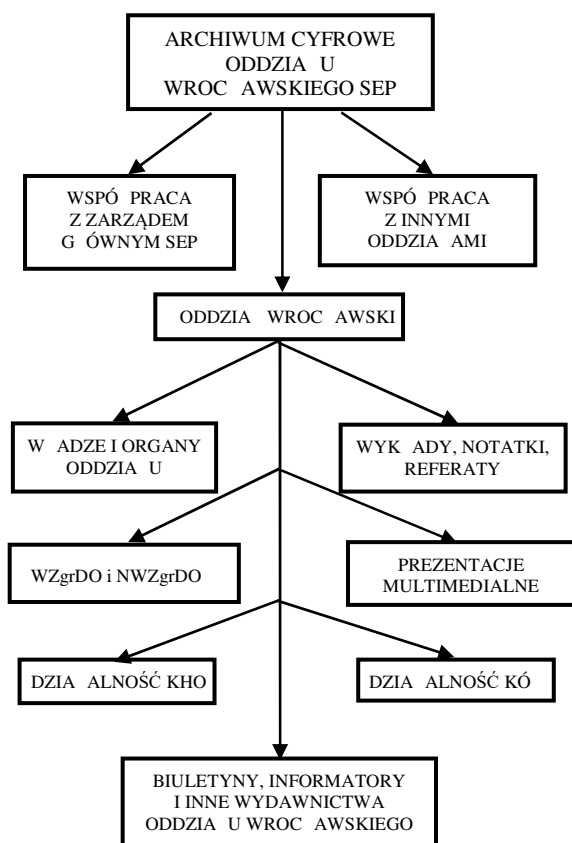 ARCHIWUM CYFROWE
ODDZIA U
WROC AWSKIEGO SEP
WSPÓ PRACA
Z ZARZĄDEM
G ÓWNYM SEP
WSPÓ PRACA
Z INNYMI
ODDZIA AMI
ODDZIA WROC AWSKI
W ADZE I ORGANY
ODDZIA U
WYK ADY, NOTATKI,
REFERATY
WZgrDO i NWZgrDO
PREZENTACJE
MULTIMEDIALNE
DZIA ALNOŚĆ KHO
DZIA ALNOŚĆ KÓ
BIULETYNY, INFORMATORY
I INNE WYDAWNICTWA
ODDZIA U WROC AWSKIEGO